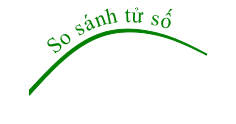 So sánh tử số